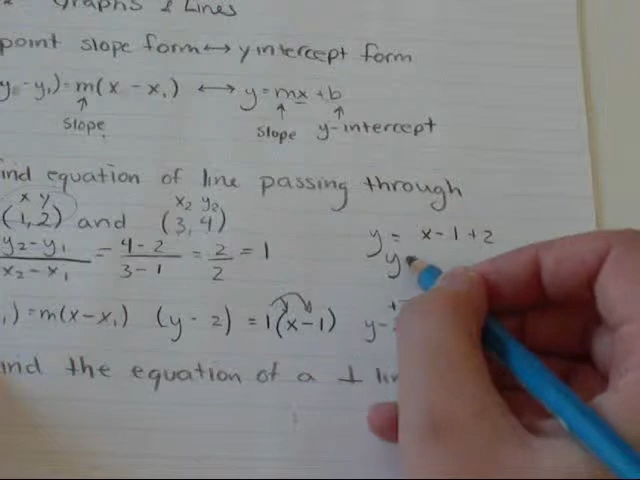 Graphs & Lines
point slope form ↔ y intercept form
y₁) = m(x - x₁) ↔ y = mx + b
↑ ↑ ↑
slope slope y-intercept
ind equation of line passing through
x y x₂ y₂
(1,2) and (3,4)
y = x - 1 + 2
y₂-y₁/x₂-x₁ = 4-2/3-1 = 2/2 = 1
y
₁) = m(x-x₁) (y - 2) = 1(x-1) y-
ind the equation of a ⊥ li